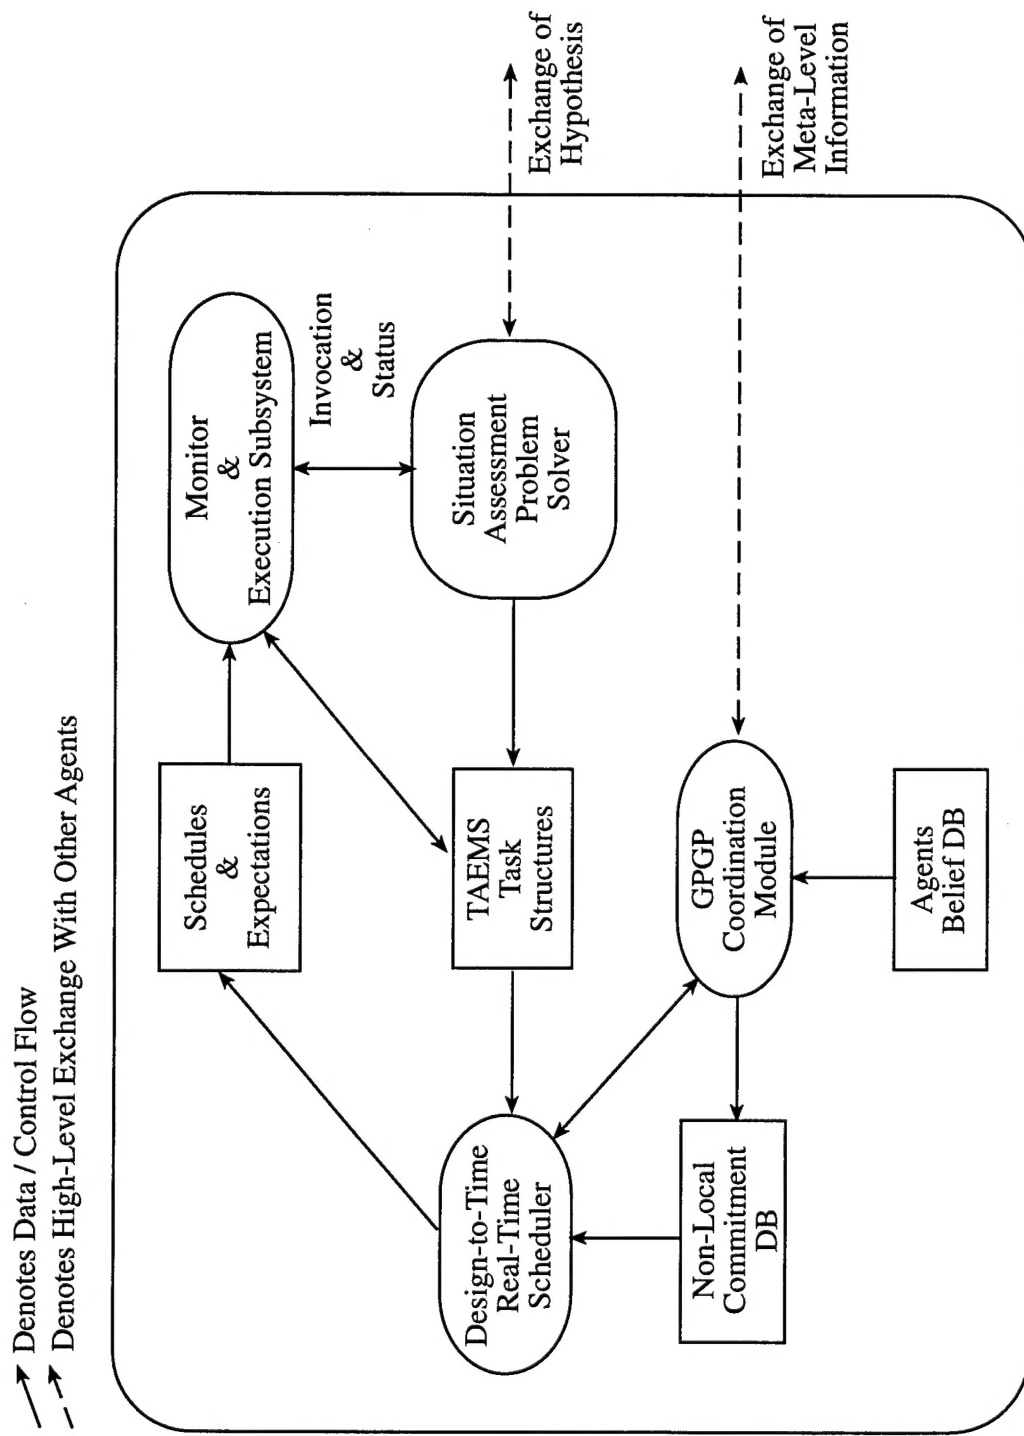 Denotes Data / Control Flow
Denotes High-Level Exchange With Other Agents
Schedules
&
Expectations
Monitor
&
Execution Subsystem
Invocation
&
Status
Design-to-Time
Real-Time
Scheduler
TAEMS
Task
Structures
Situation
Assessment
Problem
Solver
Exchange of
Hypothesis
Non-Local
Commitment
DB
GPGP
Coordination
Module
Exchange of
Meta-Level
Information
Agents
Belief DB